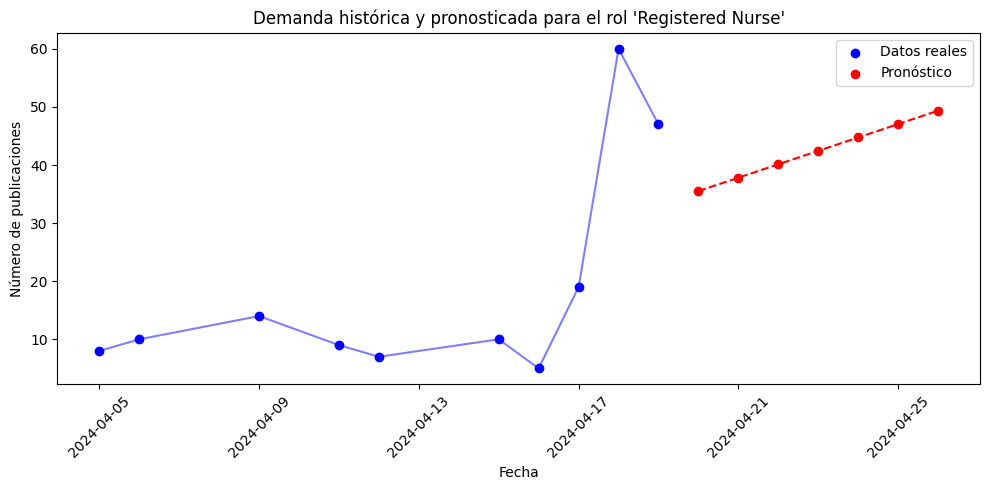 Demanda histórica y pronosticada para el rol 'Registered Nurse'
Datos reales
Pronóstico
Número de publicaciones
60
50
40
30
20
10
2024-04-05
2024-04-09
2024-04-13
2024-04-17
2024-04-21
2024-04-25
Fecha